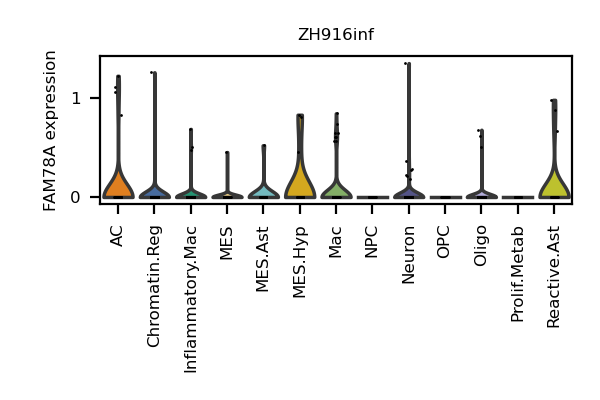 ZH916inf
FAM78A expression
1
0
AC
Chromatin.Reg
Inflammatory.Mac
MES
MES.Ast
MES.Hyp
Mac
NPC
Neuron
OPC
Oligo
Prolif.Metab
Reactive.Ast